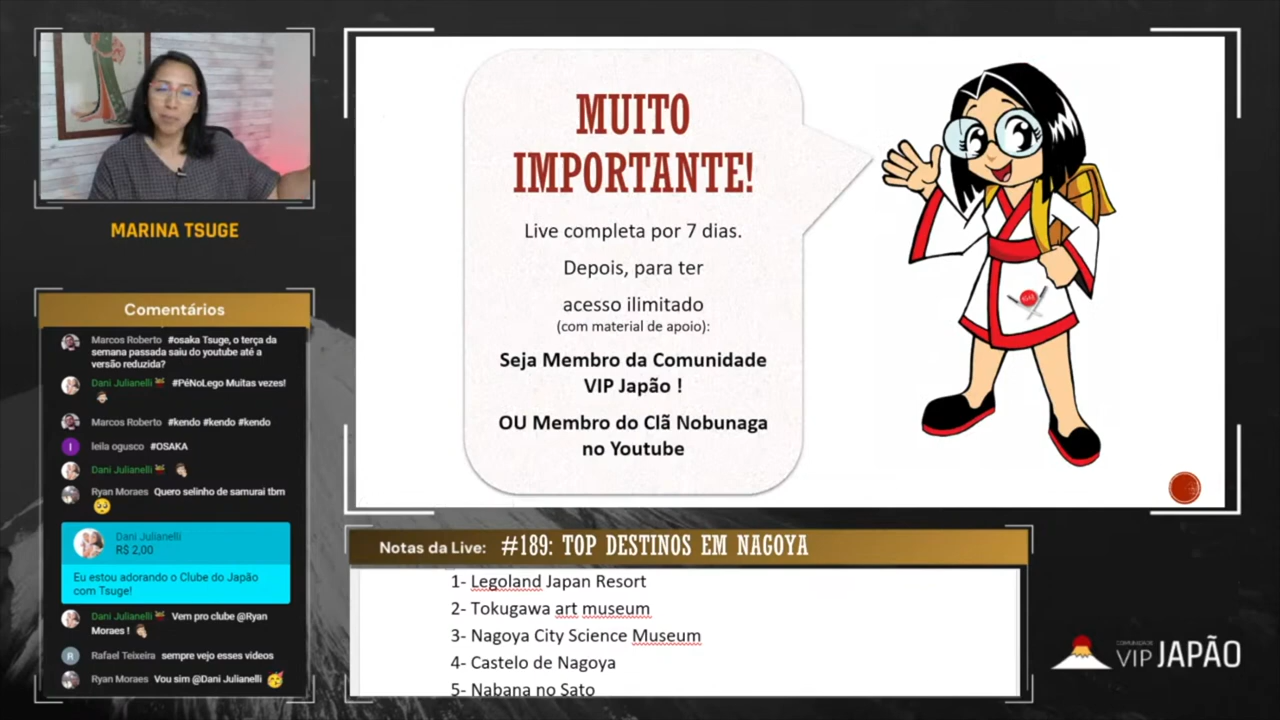 MARINA TSUGE
Comentários
Marcos Roberto #osaka Tsuge, o terça da
semana passada saiu do youtube até a
versão reduzida?
Dani Julianelli #PéNoLego Muitas vezes!
Marcos Roberto #kendo #kendo #kendo
leila ogusco #OSAKA
Dani Julianelli
Ryan Moraes Quero selinho de samurai tbm
Dani Julianelli
R$ 2,00
Eu estou adorando o Clube do Japão
com Tsuge!
Dani Julianelli Vem pro clube @Ryan
Moraes !
Rafael Teixeira sempre vejo esses videos
Ryan Moraes Vou sim @Dani Julianelli
MUITO
IMPORTANTE!
Live completa por 7 dias.
Depois, para ter
acesso ilimitado
(com material de apoio):
Seja Membro da Comunidade
VIP Japão !
OU Membro do Clã Nobunaga
no Youtube
Notas da Live: #189: TOP DESTINOS EM NAGOYA
1- Legoland Japan Resort
2- Tokugawa art museum
3- Nagoya City Science Museum
4- Castelo de Nagoya
5- Nabana no Sato
COMUNIDADE
VIP JAPÃO